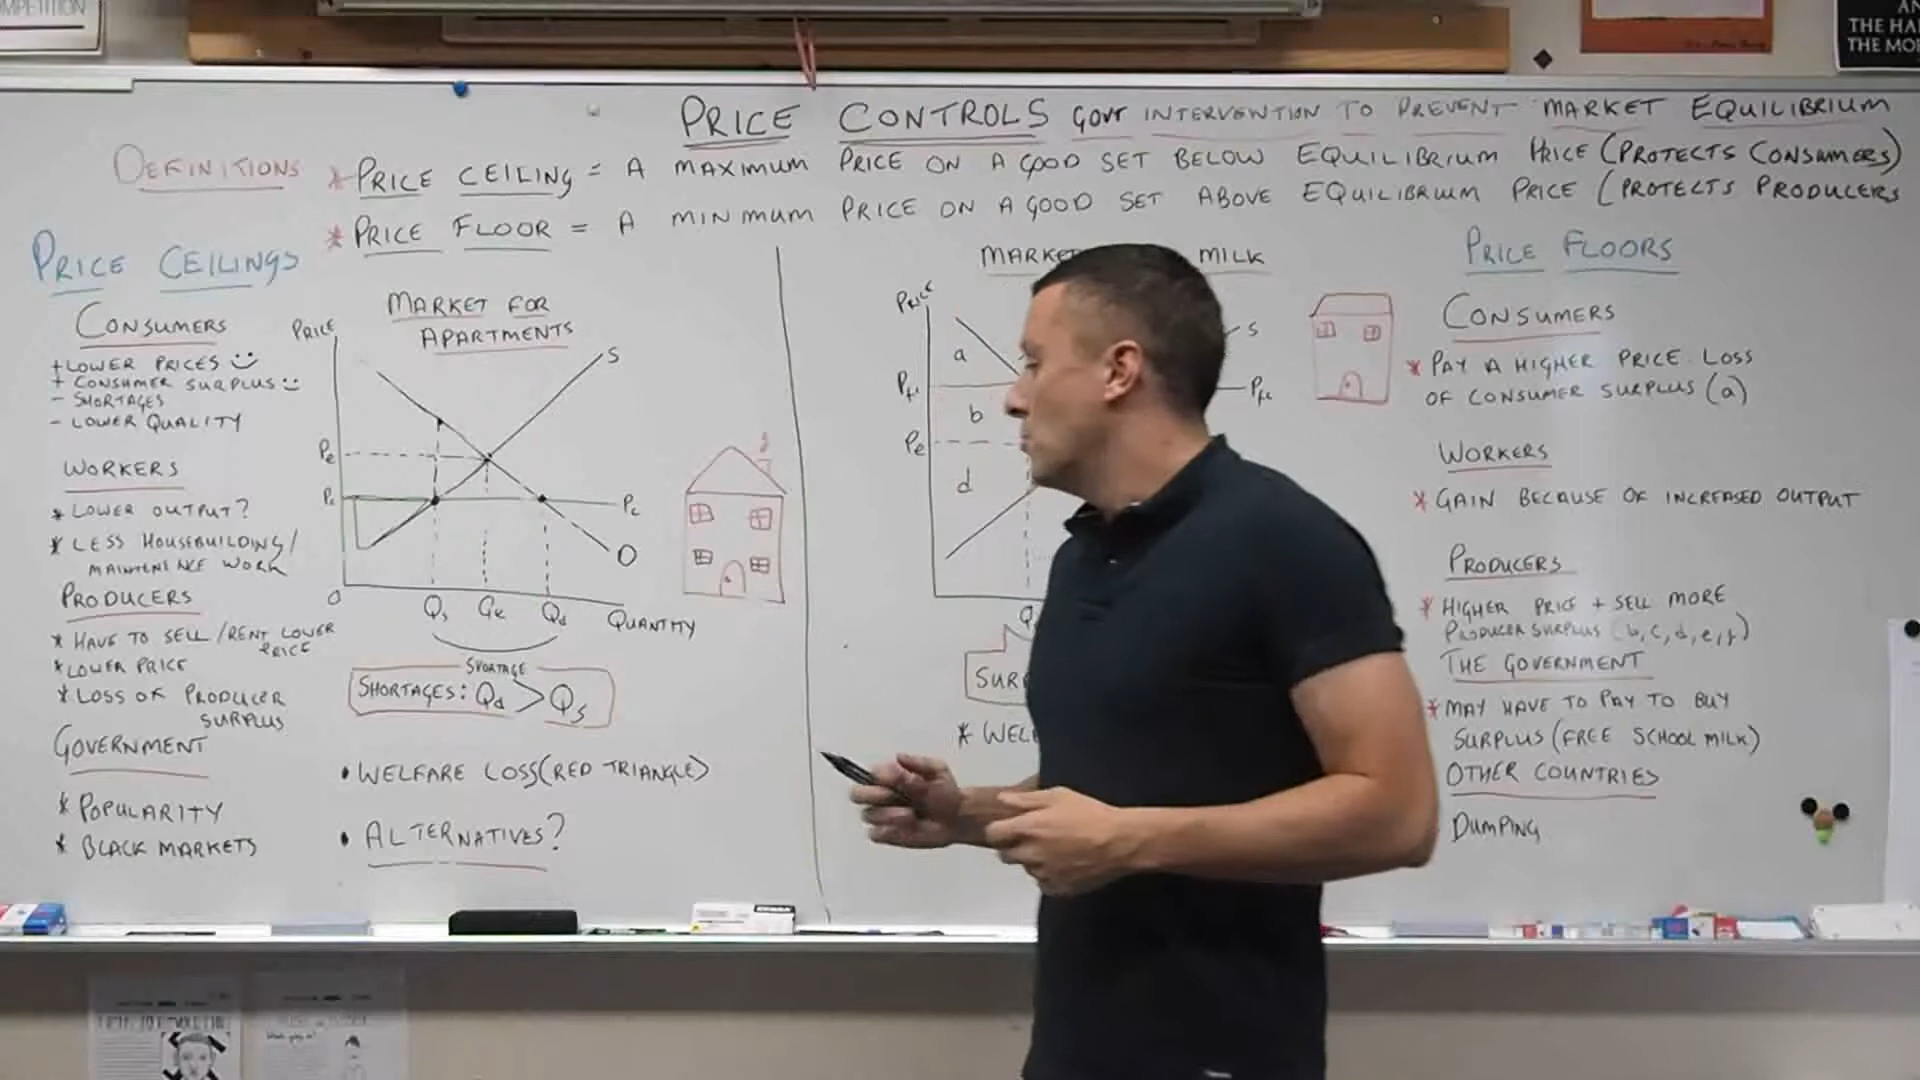 PRICE CONTROLS GOVT INTERVENTION TO PREVENT MARKET EQUILIBRIUM
DEFINITIONS * PRICE CEILING = A MAXIMUM PRICE ON A GOOD SET BELOW EQUILIBRIUM PRICE (PROTECTS CONSUMERS)
* PRICE FLOOR = A MINIMUM PRICE ON A GOOD SET ABOVE EQUILIBRIUM PRICE (PROTECTS PRODUCERS
PRICE CEILINGS
CONSUMERS
+ LOWER PRICES
+ CONSUMER SURPLUS
- SHORTAGES
- LOWER QUALITY
WORKERS
* LOWER OUTPUT?
* LESS HOUSEBUILDING/
WORK
PRODUCERS
* HAVE TO SELL/RENT LOWER
PRICE
* LOWER PRICE
* LOSS OF PRODUCER
SURPLUS
GOVERNMENT
* POPULARITY
* BLACK MARKETS
MARKET FOR
APARTMENTS
PRICE
S
Pe
Pc
Pc
D
O
Qs Qe Qd QUANTITY
SHORTAGE
SHORTAGES: Qd > Qs
• WELFARE LOSS (RED TRIANGLE)
• ALTERNATIVES?
MILK
PRICE
S
a
b
Pe
d
PRICE FLOORS
CONSUMERS
* PAY A HIGHER PRICE. LOSS
OF CONSUMER SURPLUS (a)
WORKERS
* GAIN BECAUSE OF INCREASED OUTPUT
PRODUCERS
* HIGHER PRICE + SELL MORE
PRODUCER SURPLUS (b,c,d,e,f)
THE GOVERNMENT
* MAY HAVE TO PAY TO BUY
SURPLUS (FREE SCHOOL MILK)
OTHER COUNTRIES
DUMPING
THE
THE